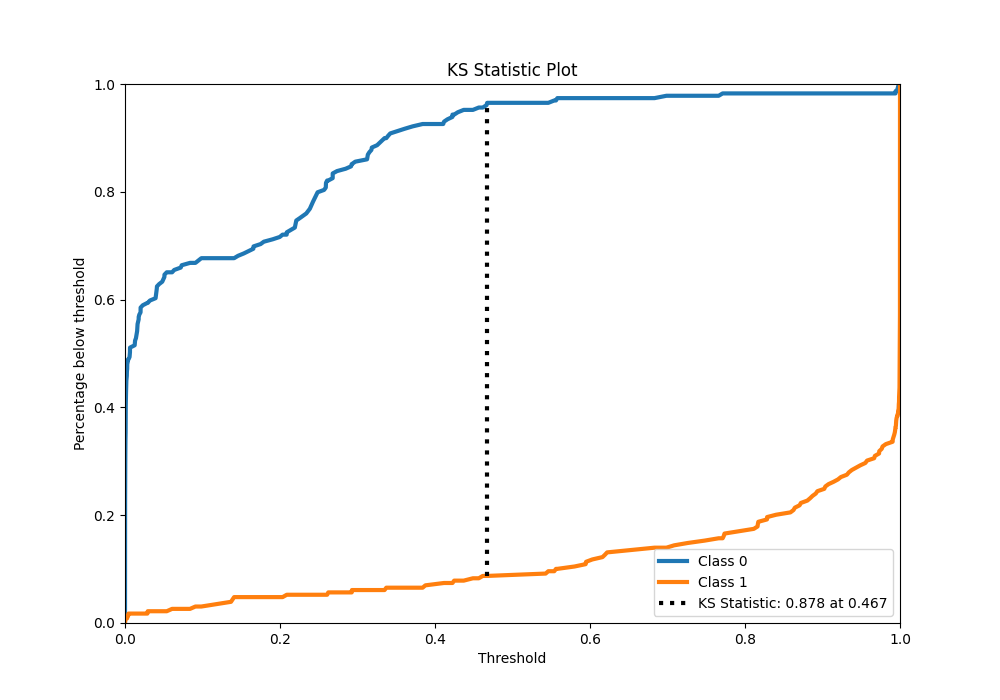 KS Statistic Plot
1.0
0.8
0.6
0.4
0.2
0.0
Percentage below threshold
0.0 0.2 0.4 0.6 0.8 1.0
Threshold
Class 0
Class 1
KS Statistic: 0.878 at 0.467